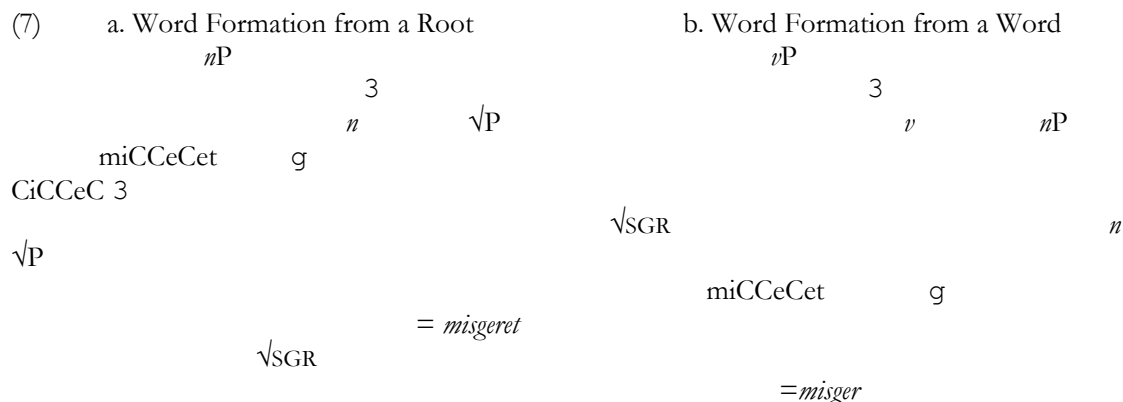 (7) a. Word Formation from a Root b. Word Formation from a Word
nP vP
3 3
n √P v nP
miCCeCet g
CiCCeC 3
√SGR n
√P
miCCeCet g
= misgeret
√SGR
=misger